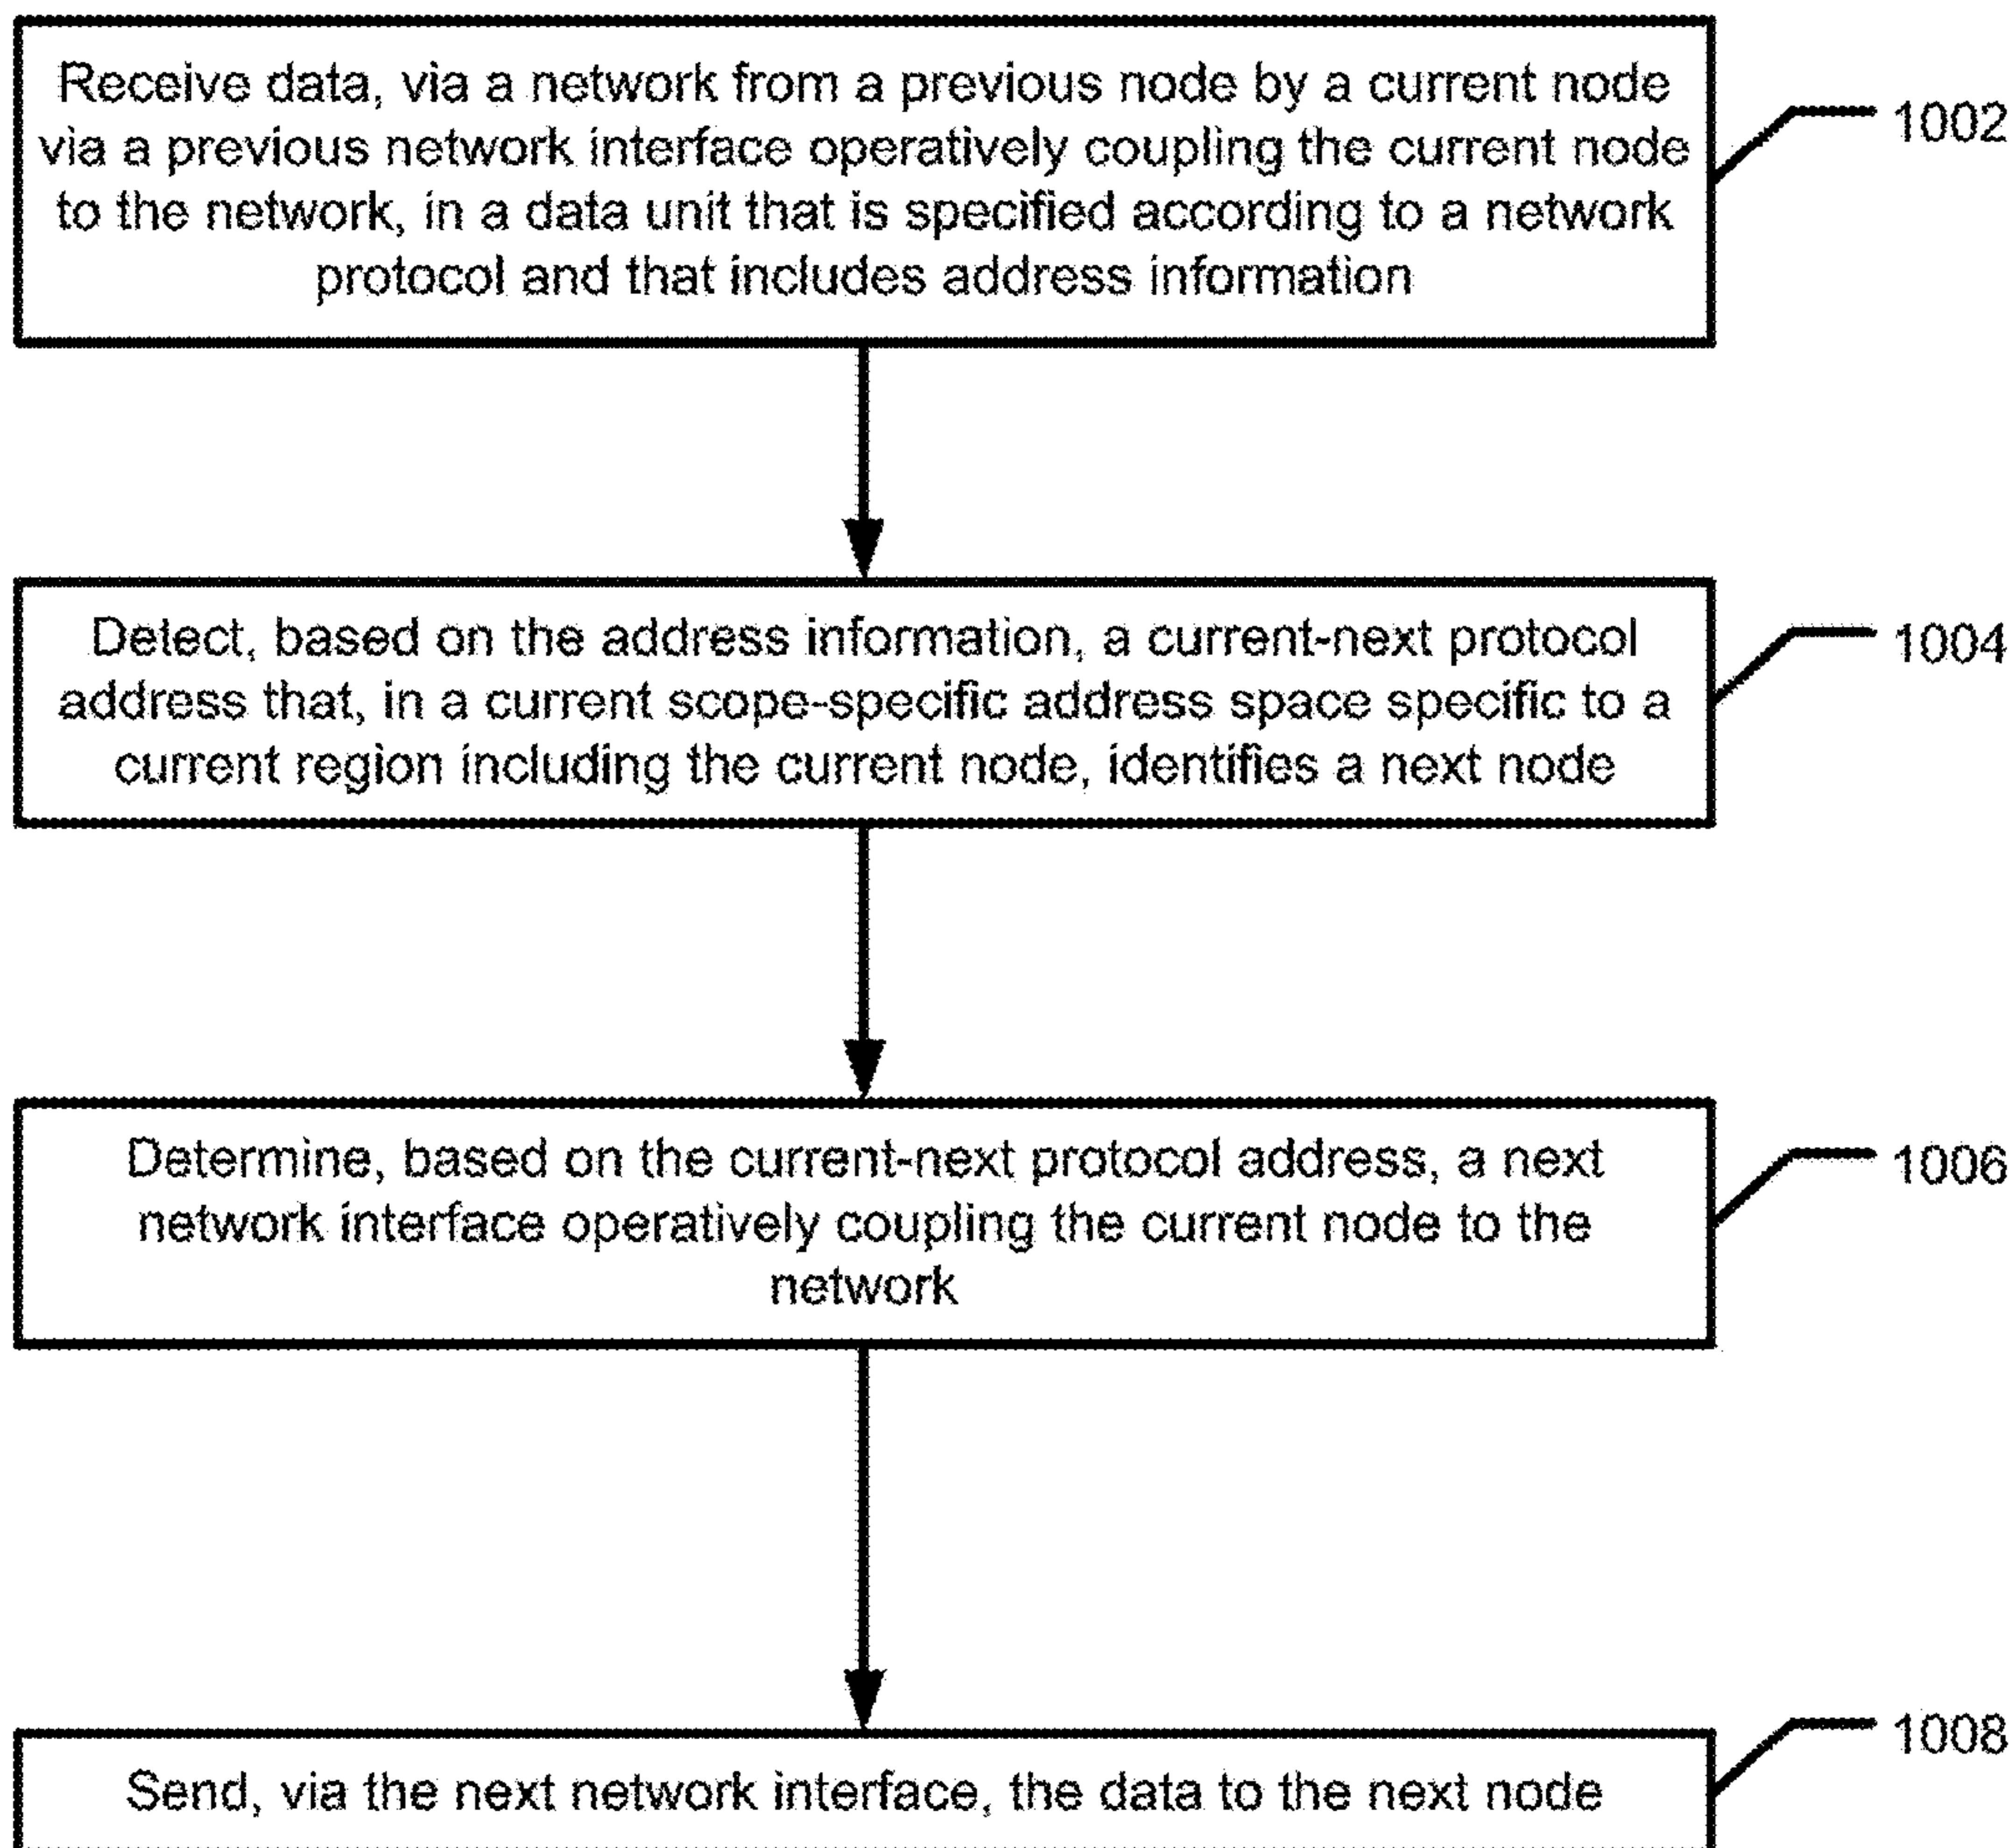 Receive data, via a network from a previous node by a current node
via a previous network interface operatively coupling the current node
to the network, in a data unit that is specified according to a network
protocol and that includes address information
1002
Detect, based on the address information, a current-next protocol
address that, in a current scope-specific address space specific to a
current region including the current node, identifies a next node
1004
Determine, based on the current-next protocol address, a next
network interface operatively coupling the current node to the
network
1006
Send, via the next network interface, the data to the next node
1008